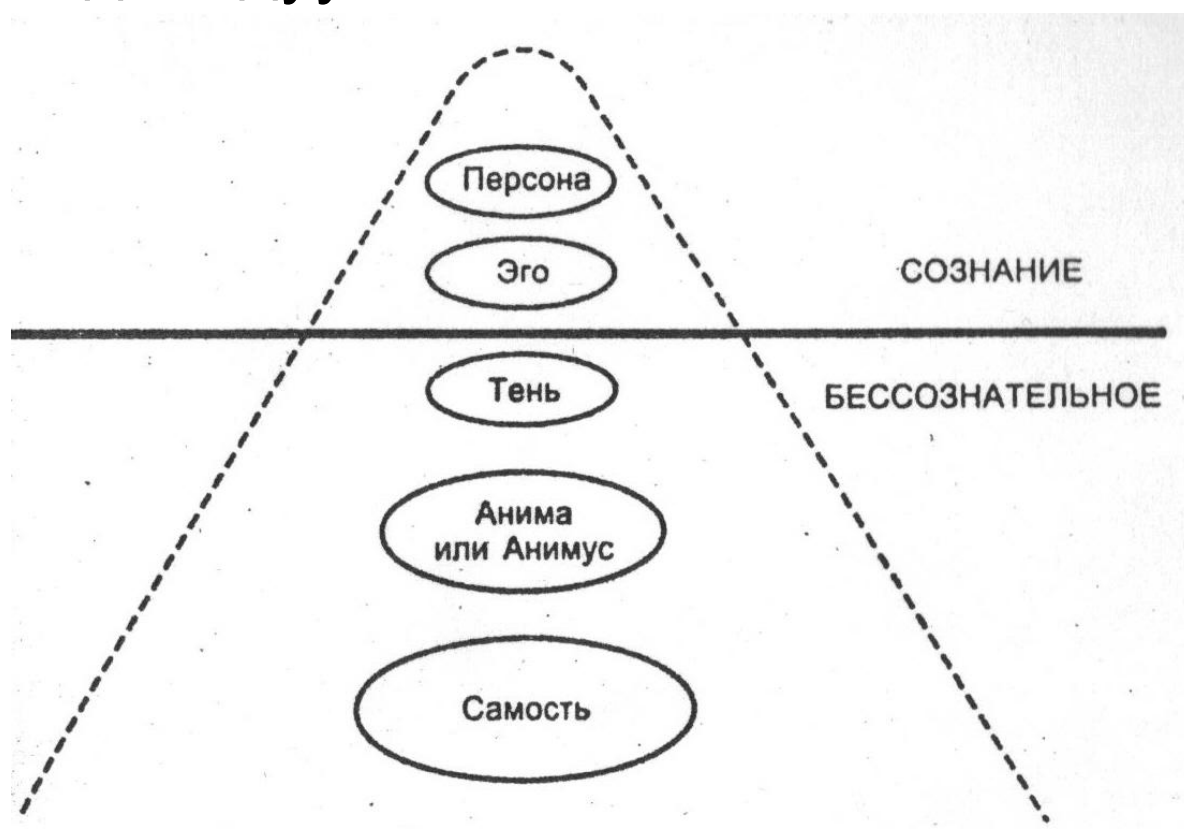 Персона
Эго
СОЗНАНИЕ
Тень
БЕССОЗНАТЕЛЬНОЕ
Анима
или Анимус
Самость